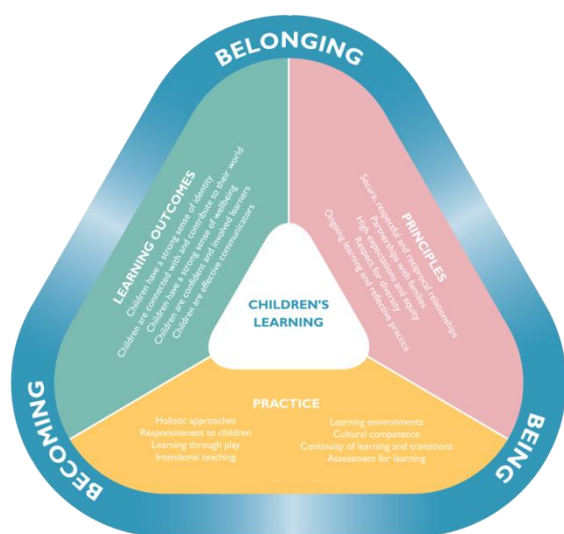 BELONGING
LEARNING OUTCOMES
Children have a strong sense of identity
Children are connected with and contribute to their world
Children have a strong sense of wellbeing
Children are confident and involved learners
Children are effective communicators
PRINCIPLES
Secure, respectful and reciprocal relationships
Partnerships with families
High expectations and equity
Respect for diversity
Ongoing learning and reflective practice
CHILDREN'S
LEARNING
PRACTICE
Holistic approaches
Responsiveness to children
Learning through play
Intentional teaching
Learning environments
Cultural competence
Continuity of learning and transitions
Assessment for learning
BECOMING
BEING